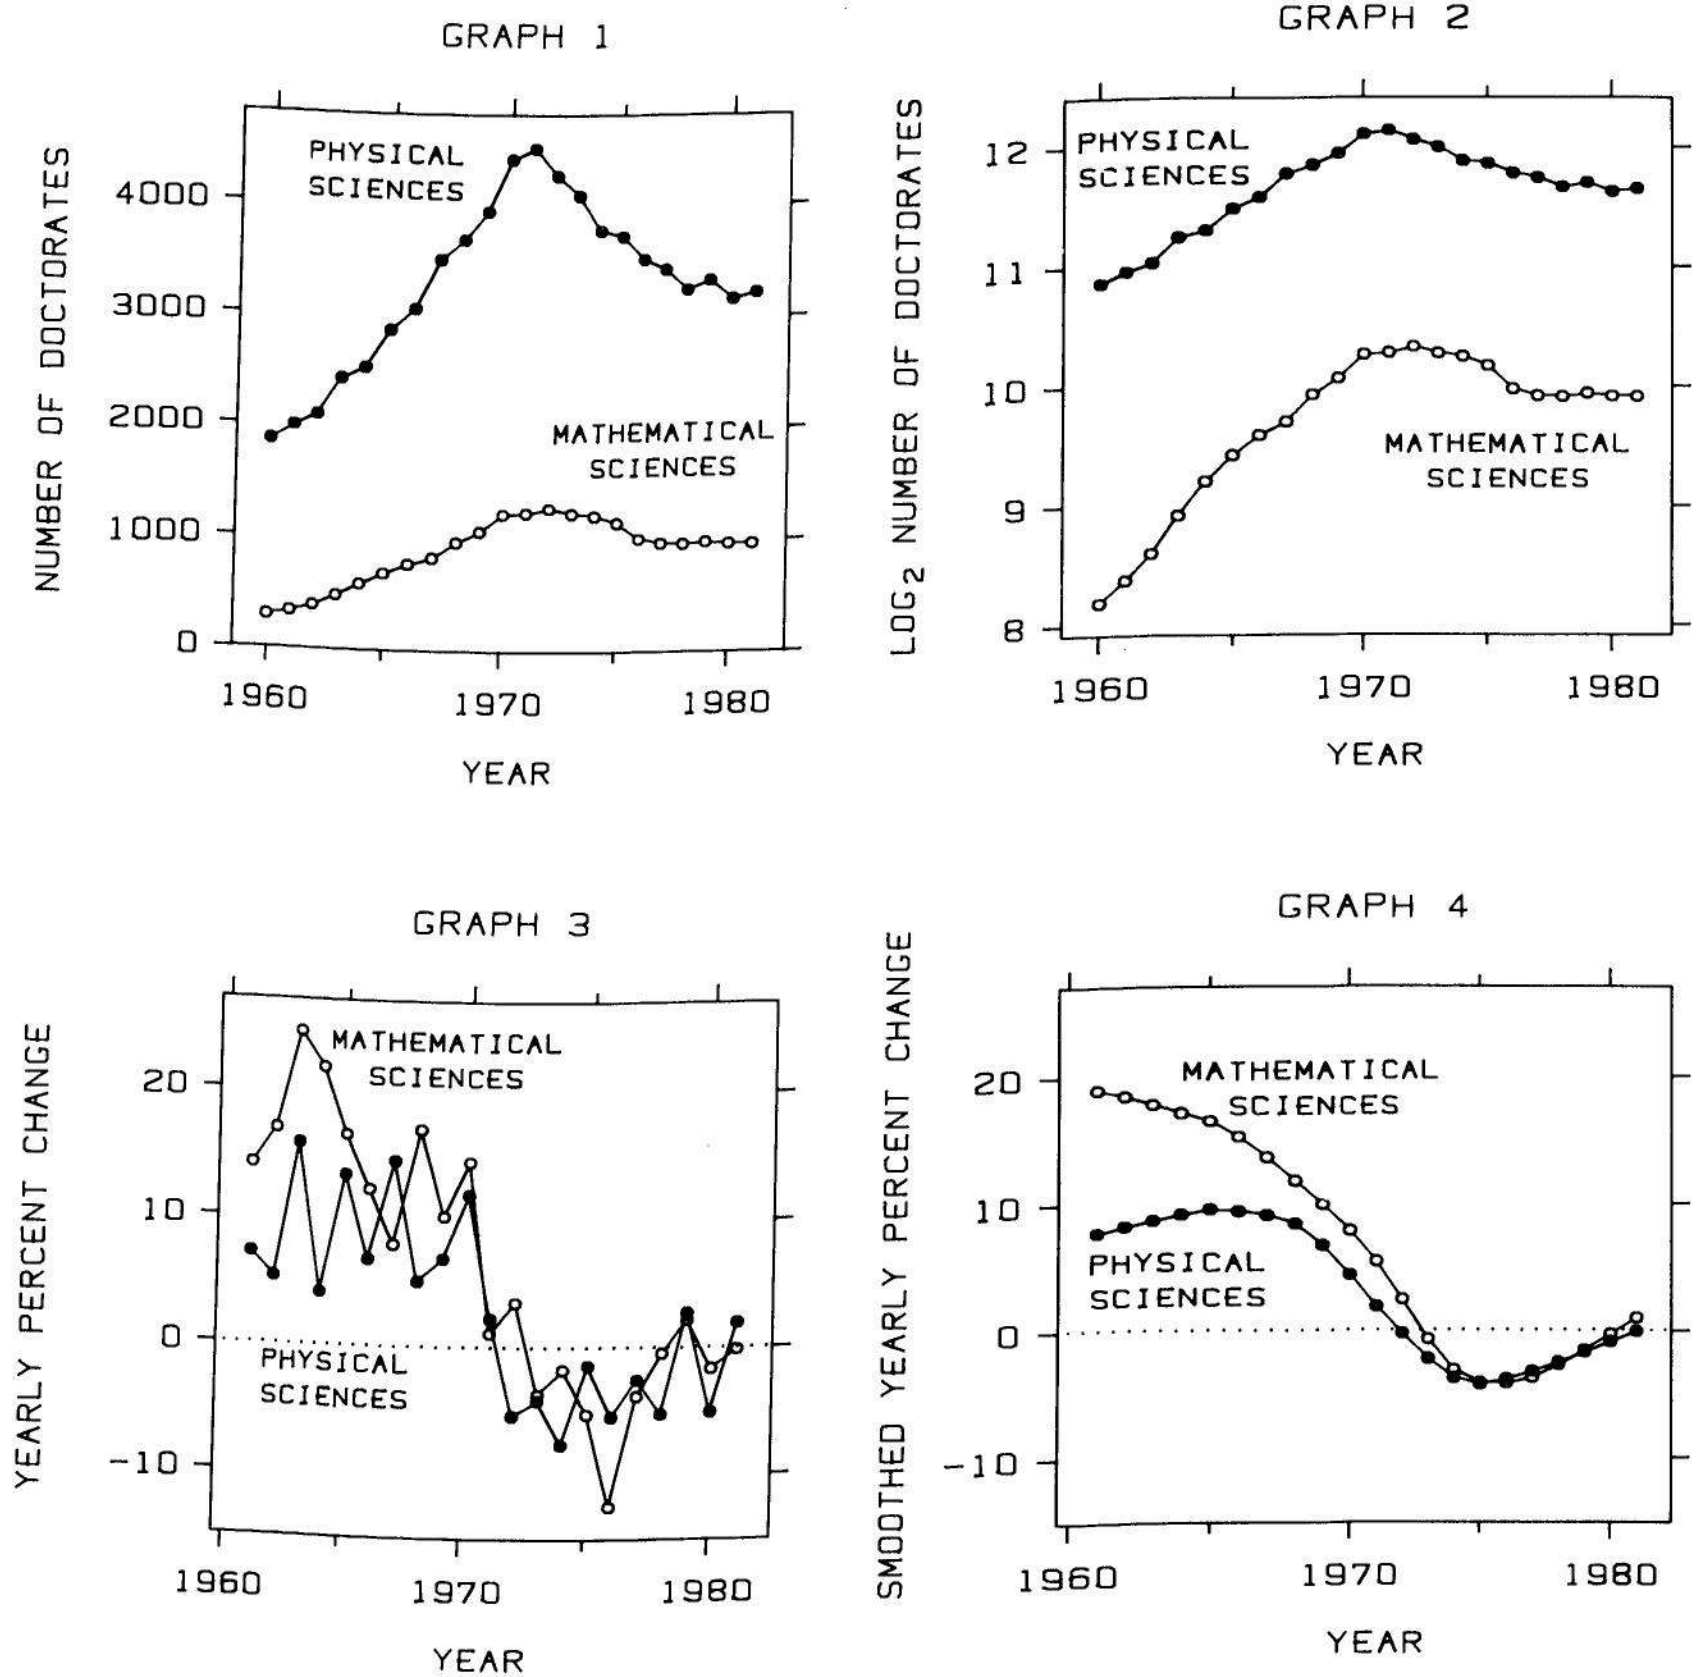 GRAPH 1
NUMBER OF DOCTORATES
4000
3000
2000
1000
0
PHYSICAL
SCIENCES
MATHEMATICAL
SCIENCES
1960 1970 1980
YEAR
GRAPH 2
LOG2 NUMBER OF DOCTORATES
12
11
10
9
8
PHYSICAL
SCIENCES
MATHEMATICAL
SCIENCES
1960 1970 1980
YEAR
GRAPH 3
YEARLY PERCENT CHANGE
20
10
0
-10
MATHEMATICAL
SCIENCES
PHYSICAL
SCIENCES
1960 1970 1980
YEAR
GRAPH 4
SMOOTHED YEARLY PERCENT CHANGE
20
10
0
-10
MATHEMATICAL
SCIENCES
PHYSICAL
SCIENCES
1960 1970 1980
YEAR